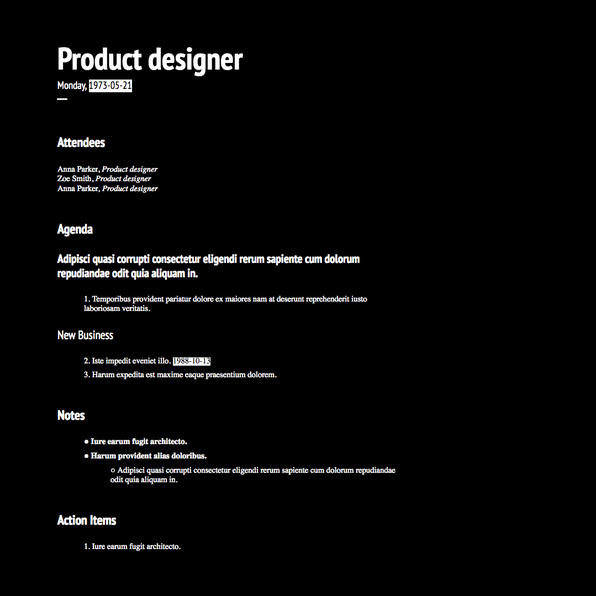 Product designer
Monday, 1973-05-21
Attendees
Anna Parker, Product designer
Zoe Smith, Product designer
Anna Parker, Product designer
Agenda
Adipisci quasi corrupti consectetur eligendi rerum sapiente cum dolorum
repudiandae odit quia aliquam in.
1. Temporibus provident pariatur dolore ex maiores nam at deserunt reprehenderit iusto
laboriosam veritatis.
New Business
2. Iste impedit eveniet illo. 1988-10-13
3. Harum expedita est maxime eaque praesentium dolorem.
Notes
● Iure earum fugit architecto.
● Harum provident alias doloribus.
○ Adipisci quasi corrupti consectetur eligendi rerum sapiente cum dolorum repudiandae
odit quia aliquam in.
Action Items
1. Iure earum fugit architecto.